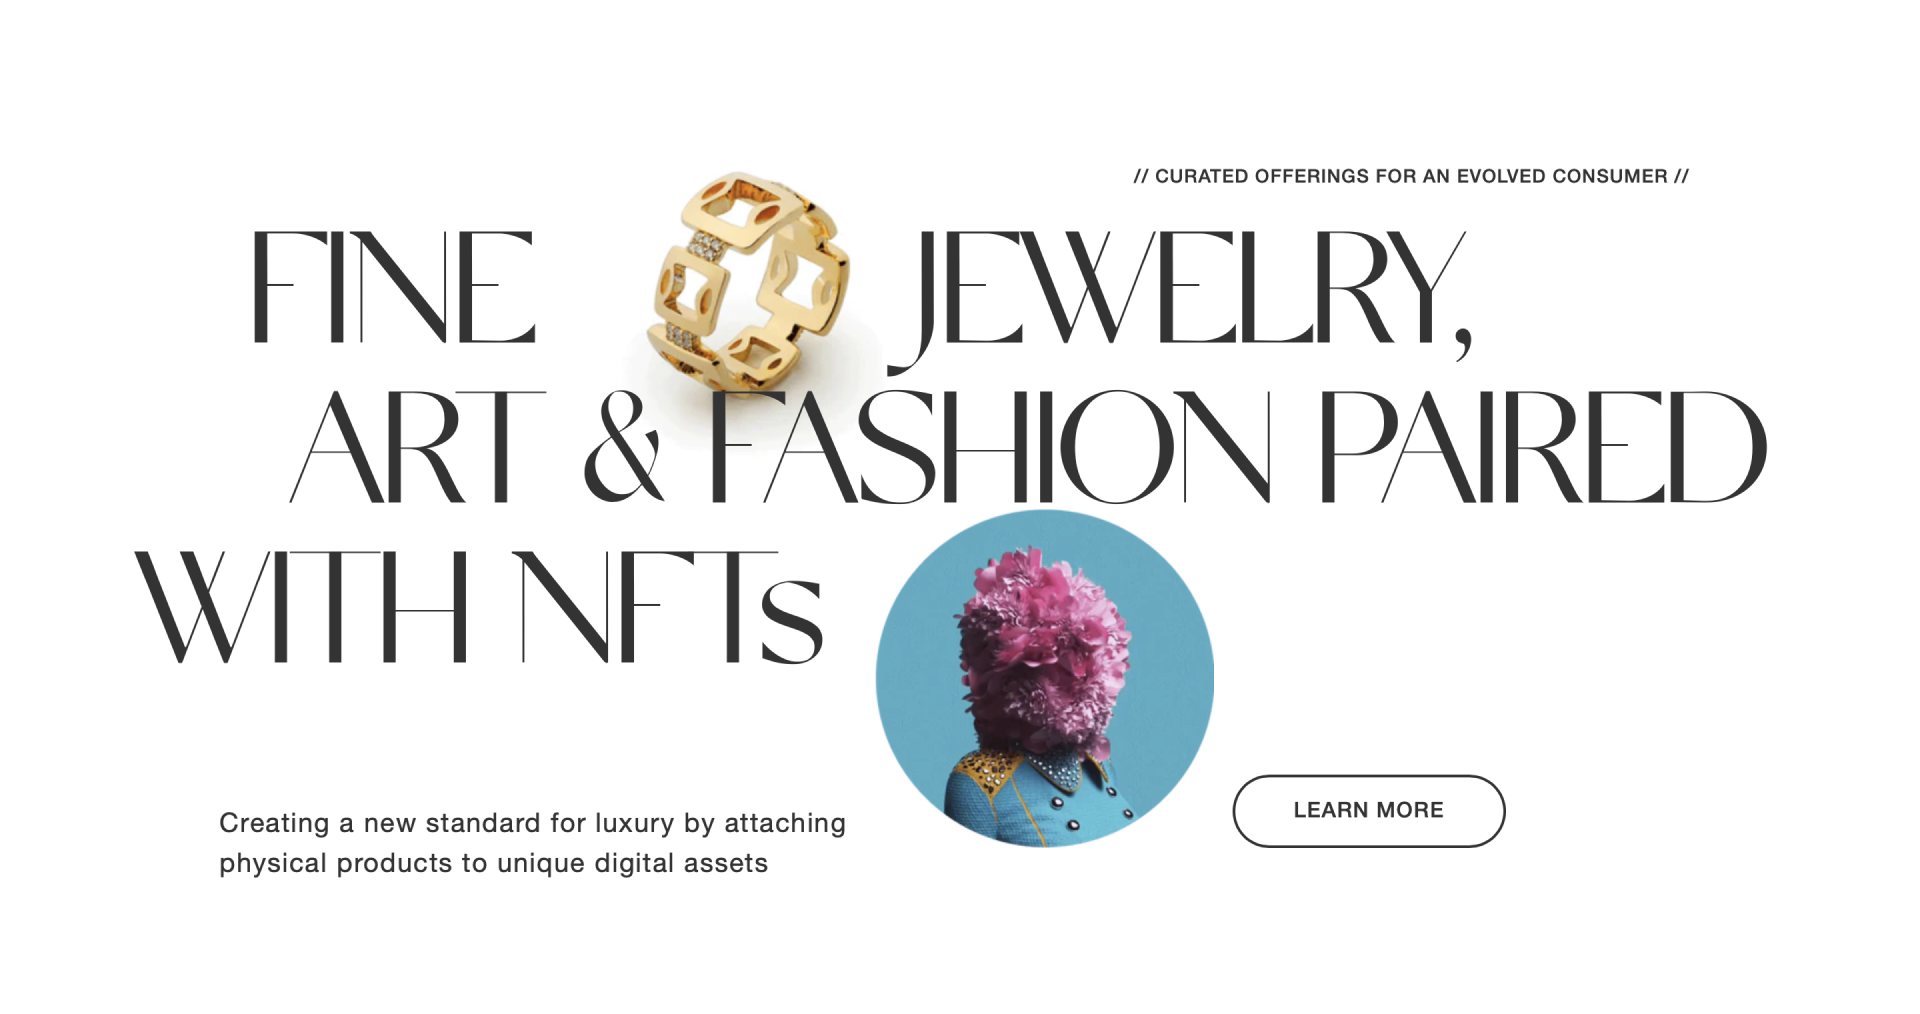 // CURATED OFFERINGS FOR AN EVOLVED CONSUMER //
FINE JEWELRY,
ART & FASHION PAIRED
WITH NFTs
Creating a new standard for luxury by attaching
physical products to unique digital assets
LEARN MORE